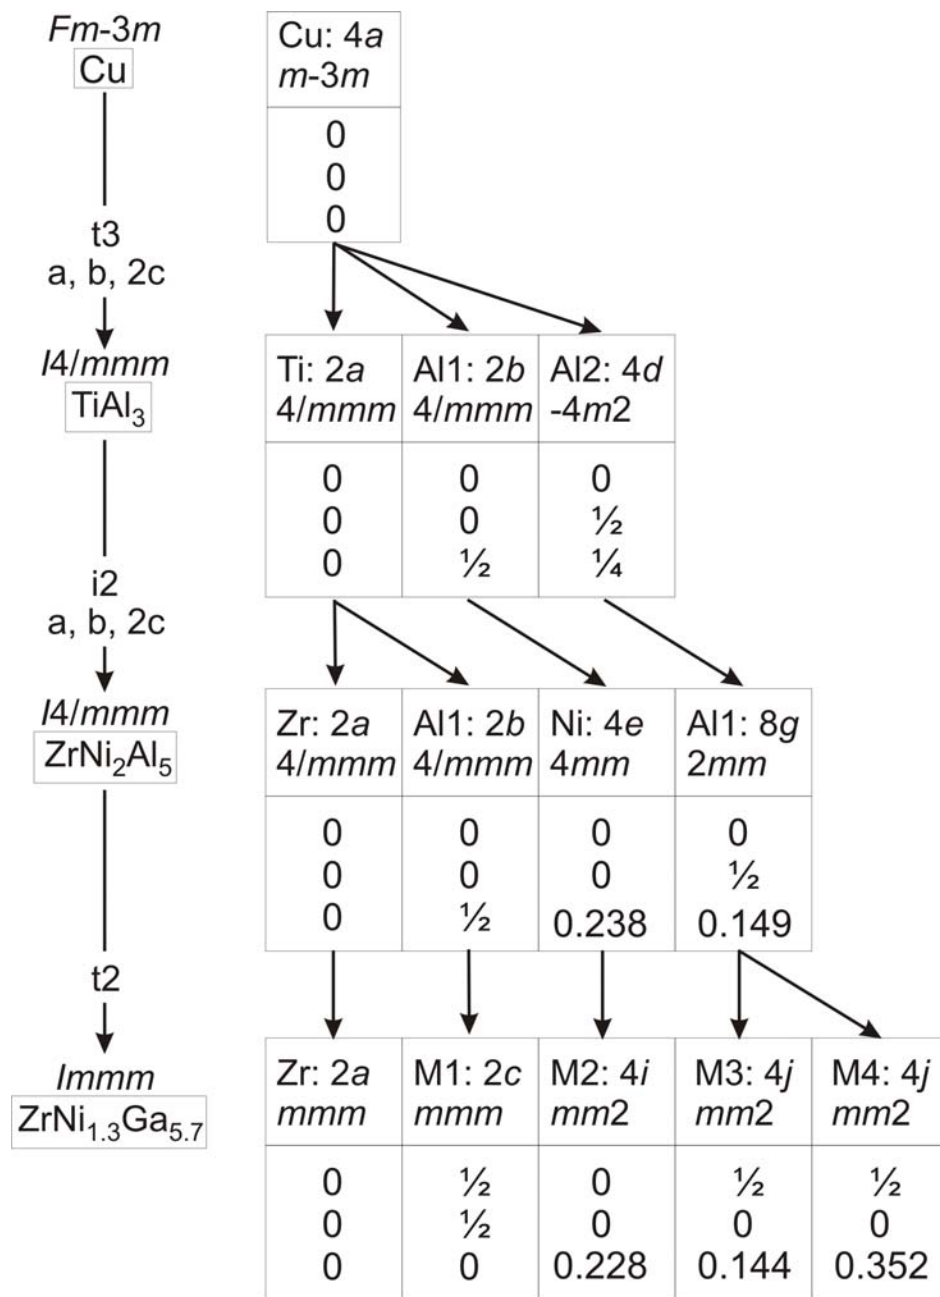 Fm-3m
Cu
Cu: 4a
m-3m
0
0
0
t3
a, b, 2c
I4/mmm
TiAl₃
Ti: 2a Al1: 2b Al2: 4d
4/mmm 4/mmm -4m2
0 0 0
0 0 ½
0 ½ ¼
i2
a, b, 2c
I4/mmm
ZrNi₂Al₅
Zr: 2a Al1: 2b Ni: 4e Al1: 8g
4/mmm 4/mmm 4mm 2mm
0 0 0 0
0 0 0 ½
0 ½ 0.238 0.149
t2
Immm
ZrNi₁.₃Ga₅.₇
Zr: 2a M1: 2c M2: 4i M3: 4j M4: 4j
mmm mmm mm2 mm2 mm2
0 ½ 0 ½ ½
0 ½ 0 0 0
0 0 0.228 0.144 0.352